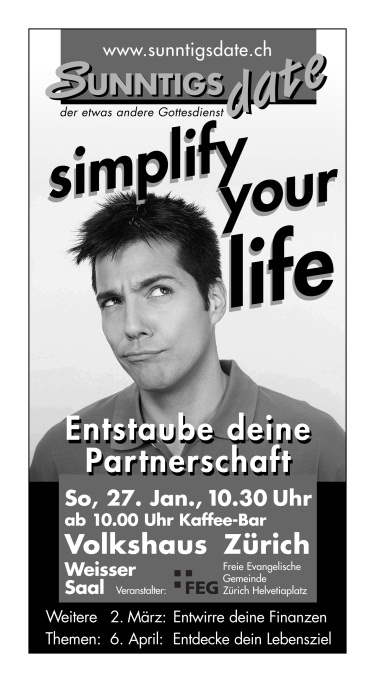 www.sunntigsdate.ch
SUNNTIGS date
der etwas andere Gottesdienst
simplify
your
life
Entstaube deine
Partnerschaft
So, 27. Jan., 10.30 Uhr
ab 10.00 Uhr Kaffee-Bar
Volkshaus Zürich
Weisser
Saal
Veranstalter:
FEG
Freie Evangelische
Gemeinde
Zürich Helvetiaplatz
Weitere 2. März: Entwirre deine Finanzen
Themen: 6. April: Entdecke dein Lebensziel